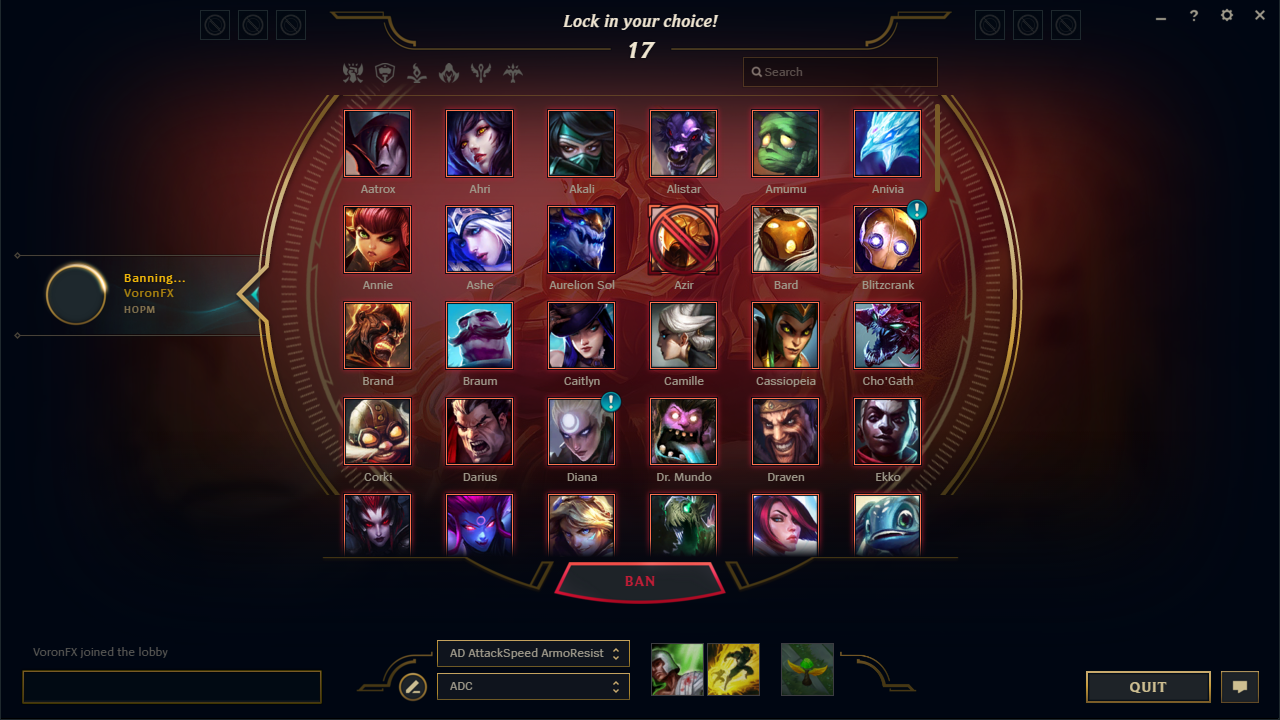 Lock in your choice!
17
?
Search
Aatrox
Ahri
Akali
Alistar
Amumu
Anivia
Banning...
VoronFX
НОРМ
Annie
Ashe
Aurelion Sol
Azir
Bard
!
Blitzcrank
Brand
Braum
Caitlyn
Camille
Cassiopeia
Cho'Gath
Corki
Darius
!
Diana
Dr. Mundo
Draven
Ekko
BAN
VoronFX joined the lobby
AD AttackSpeed ArmoResist
ADC
QUIT